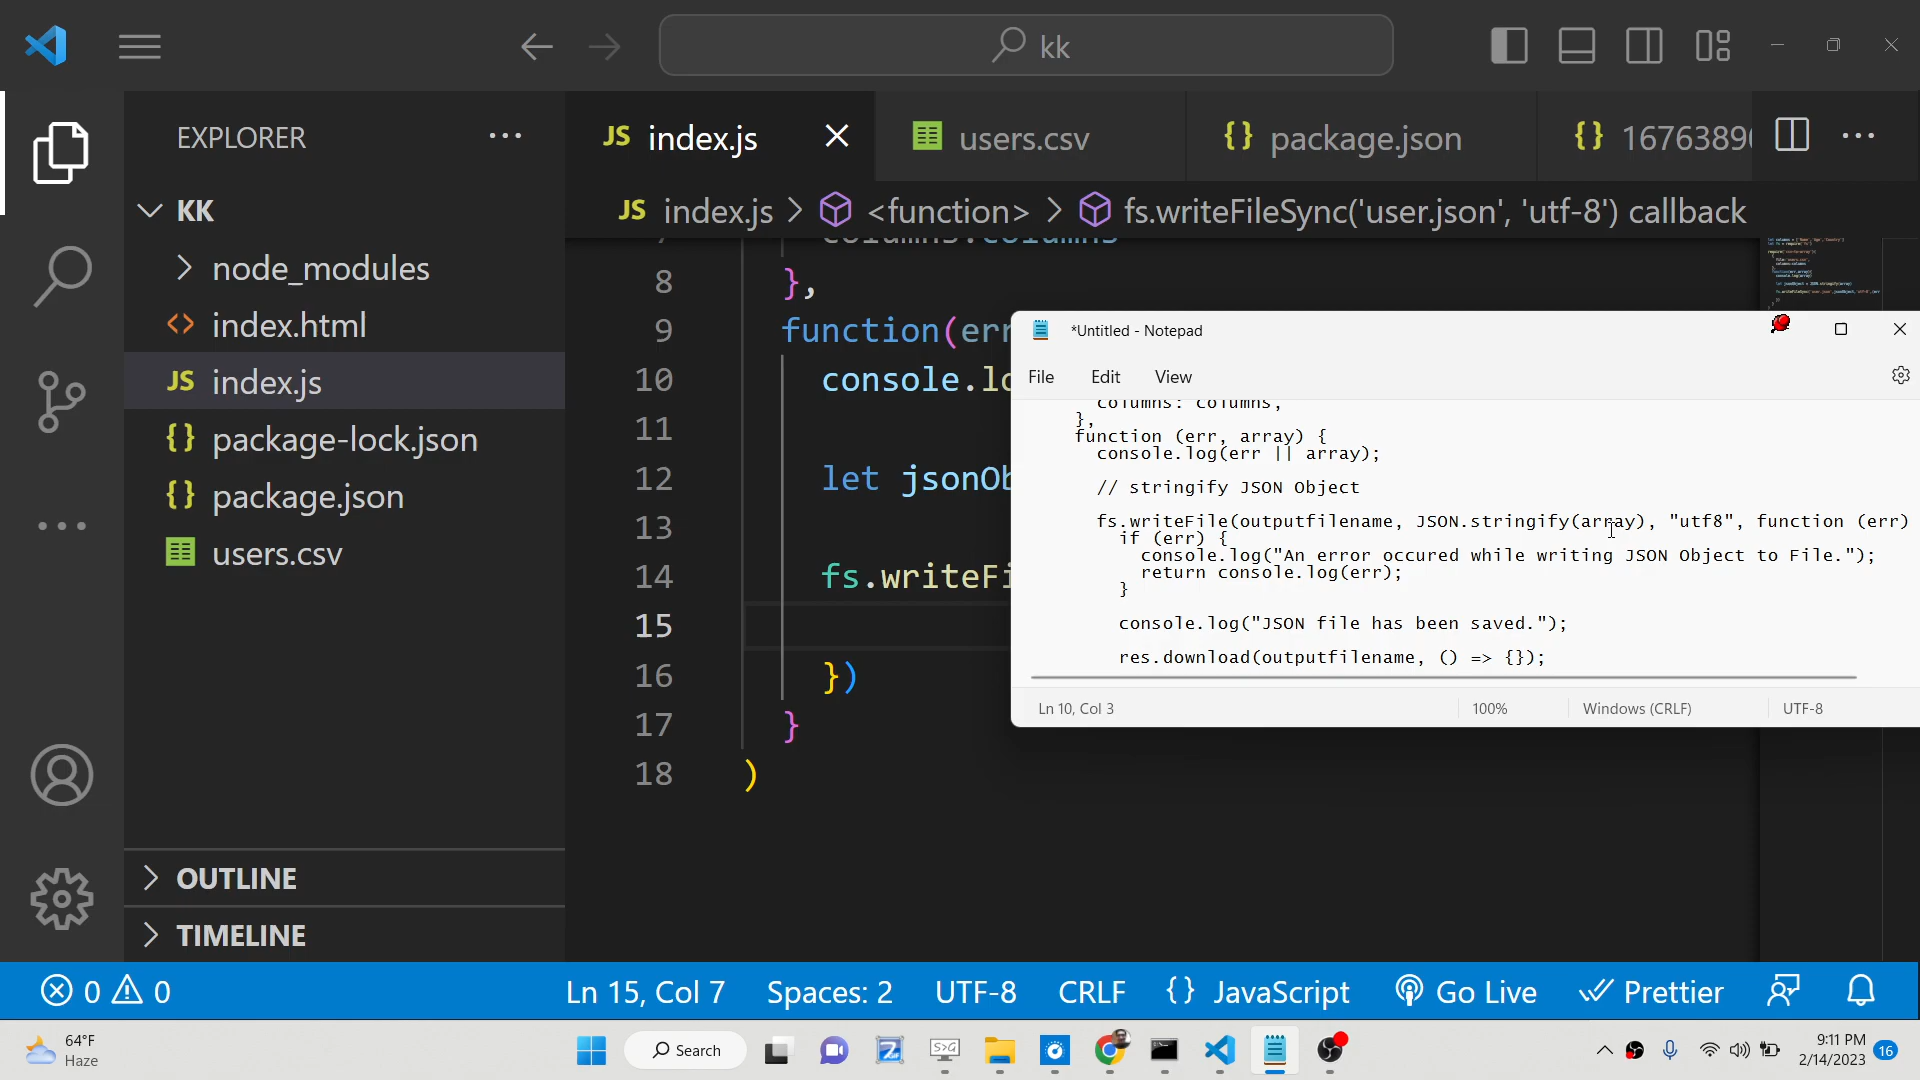 kk
EXPLORER
KK
node_modules
index.html
JS index.js
package-lock.json
package.json
users.csv
OUTLINE
TIMELINE
JS index.js
users.csv
package.json
JS index.js > <function> > fs.writeFileSync('user.json', 'utf-8') callback
8 },
9 function(err
10 console.lo
11
12 let jsonOb
13
14 fs.writeFi
15
16 })
17 }
18 )
*Untitled - Notepad
File Edit View
columns: columns,
},
function (err, array) {
console.log(err || array);
// stringify JSON Object
fs.writeFile(outputfilename, JSON.stringify(array), "utf8", function (err)
if (err) {
console.log("An error occured while writing JSON Object to File.");
return console.log(err);
}
console.log("JSON file has been saved.");
res.download(outputfilename, () => {});
Ln 10, Col 3 100% Windows (CRLF) UTF-8
0 0 Ln 15, Col 7 Spaces: 2 UTF-8 CRLF {} JavaScript Go Live Prettier
64°F
Haze
Search
9:11 PM
2/14/2023
16